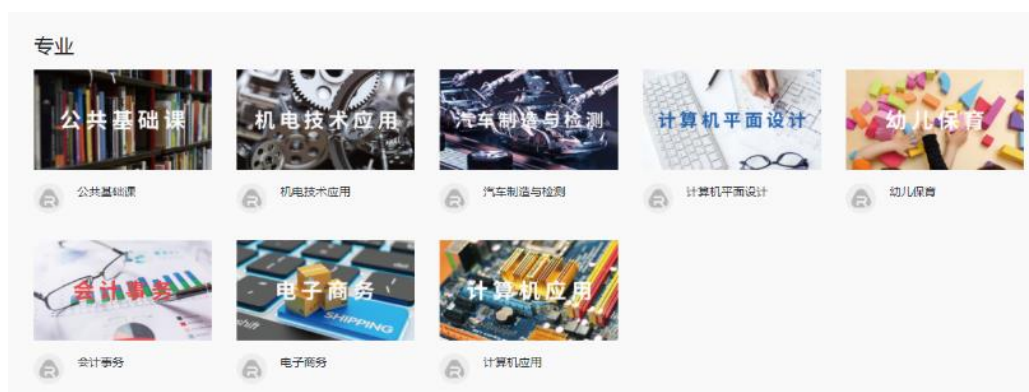 专业
公共基础课
机电技术应用
汽车制造与检测
计算机平面设计
幼儿保育
公共基础课
机电技术应用
汽车制造与检测
计算机平面设计
幼儿保育
会计事务
电子商务
shift
SHIPPING
计算机应用
会计事务
电子商务
计算机应用